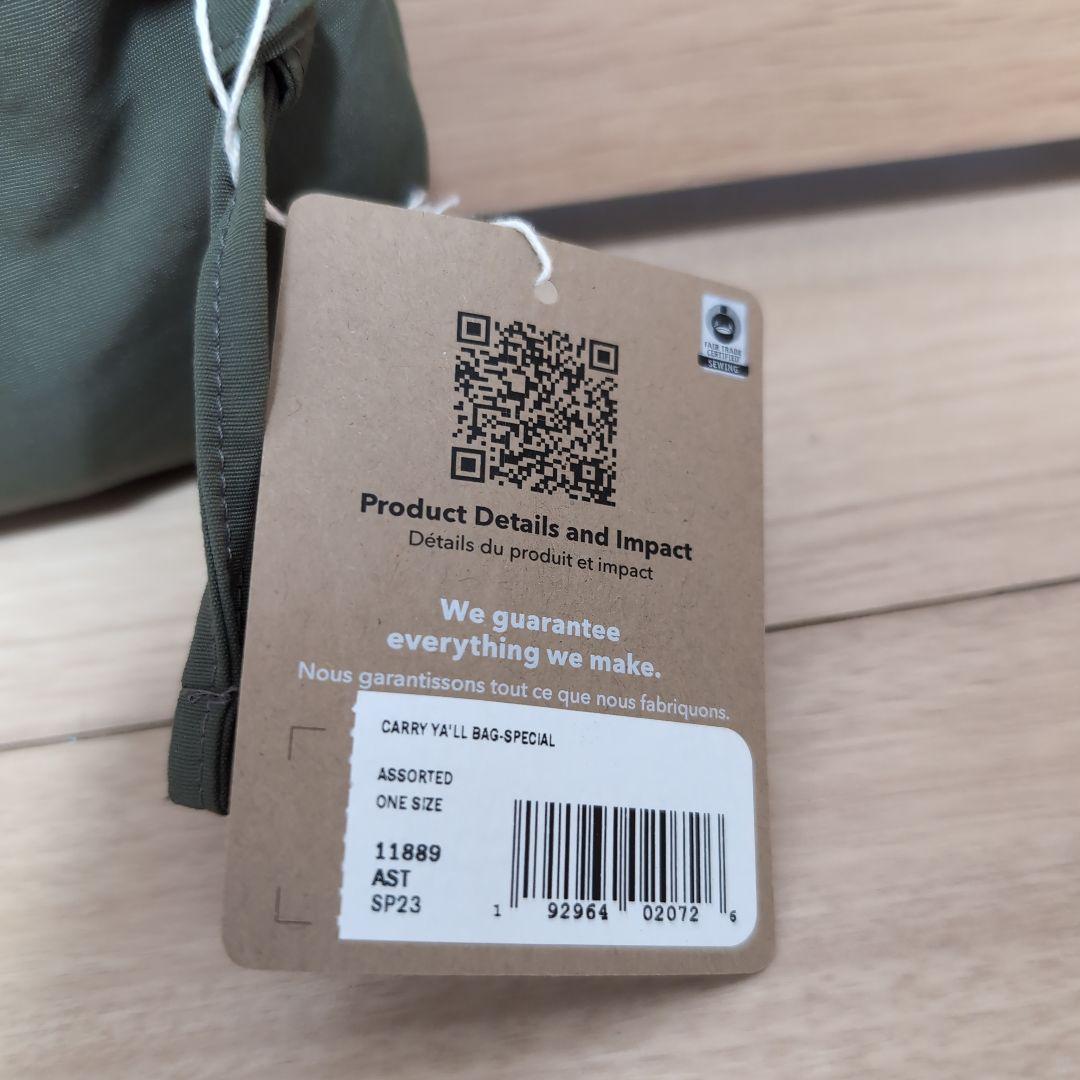 FAIR TRADE
CERTIFIED
SEWING
Product Details and Impact
Détails du produit et impact
We guarantee
everything we make.
Nous garantissons tout ce que nous fabriquons.
CARRY YA'LL BAG-SPECIAL
ASSORTED
ONE SIZE
11889
AST
SP23
1 92964 02072 6